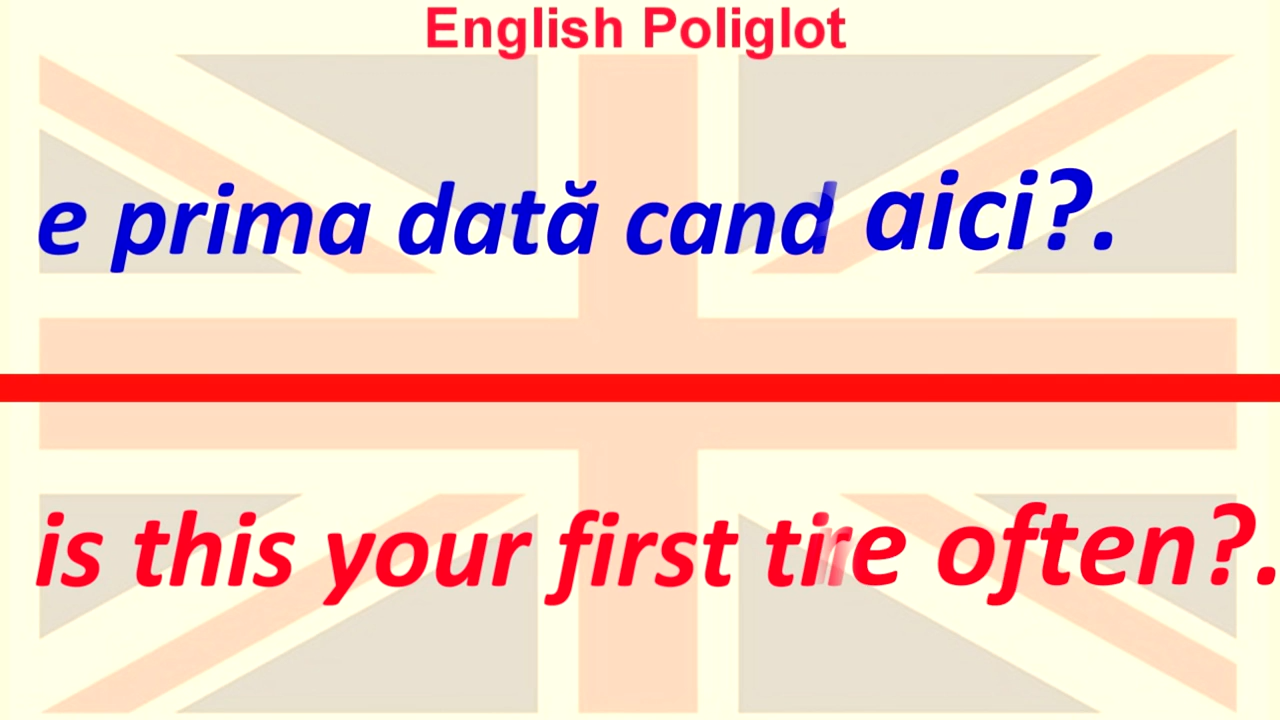 English Poliglot
e prima dată cand aici?.
is this your first often?.